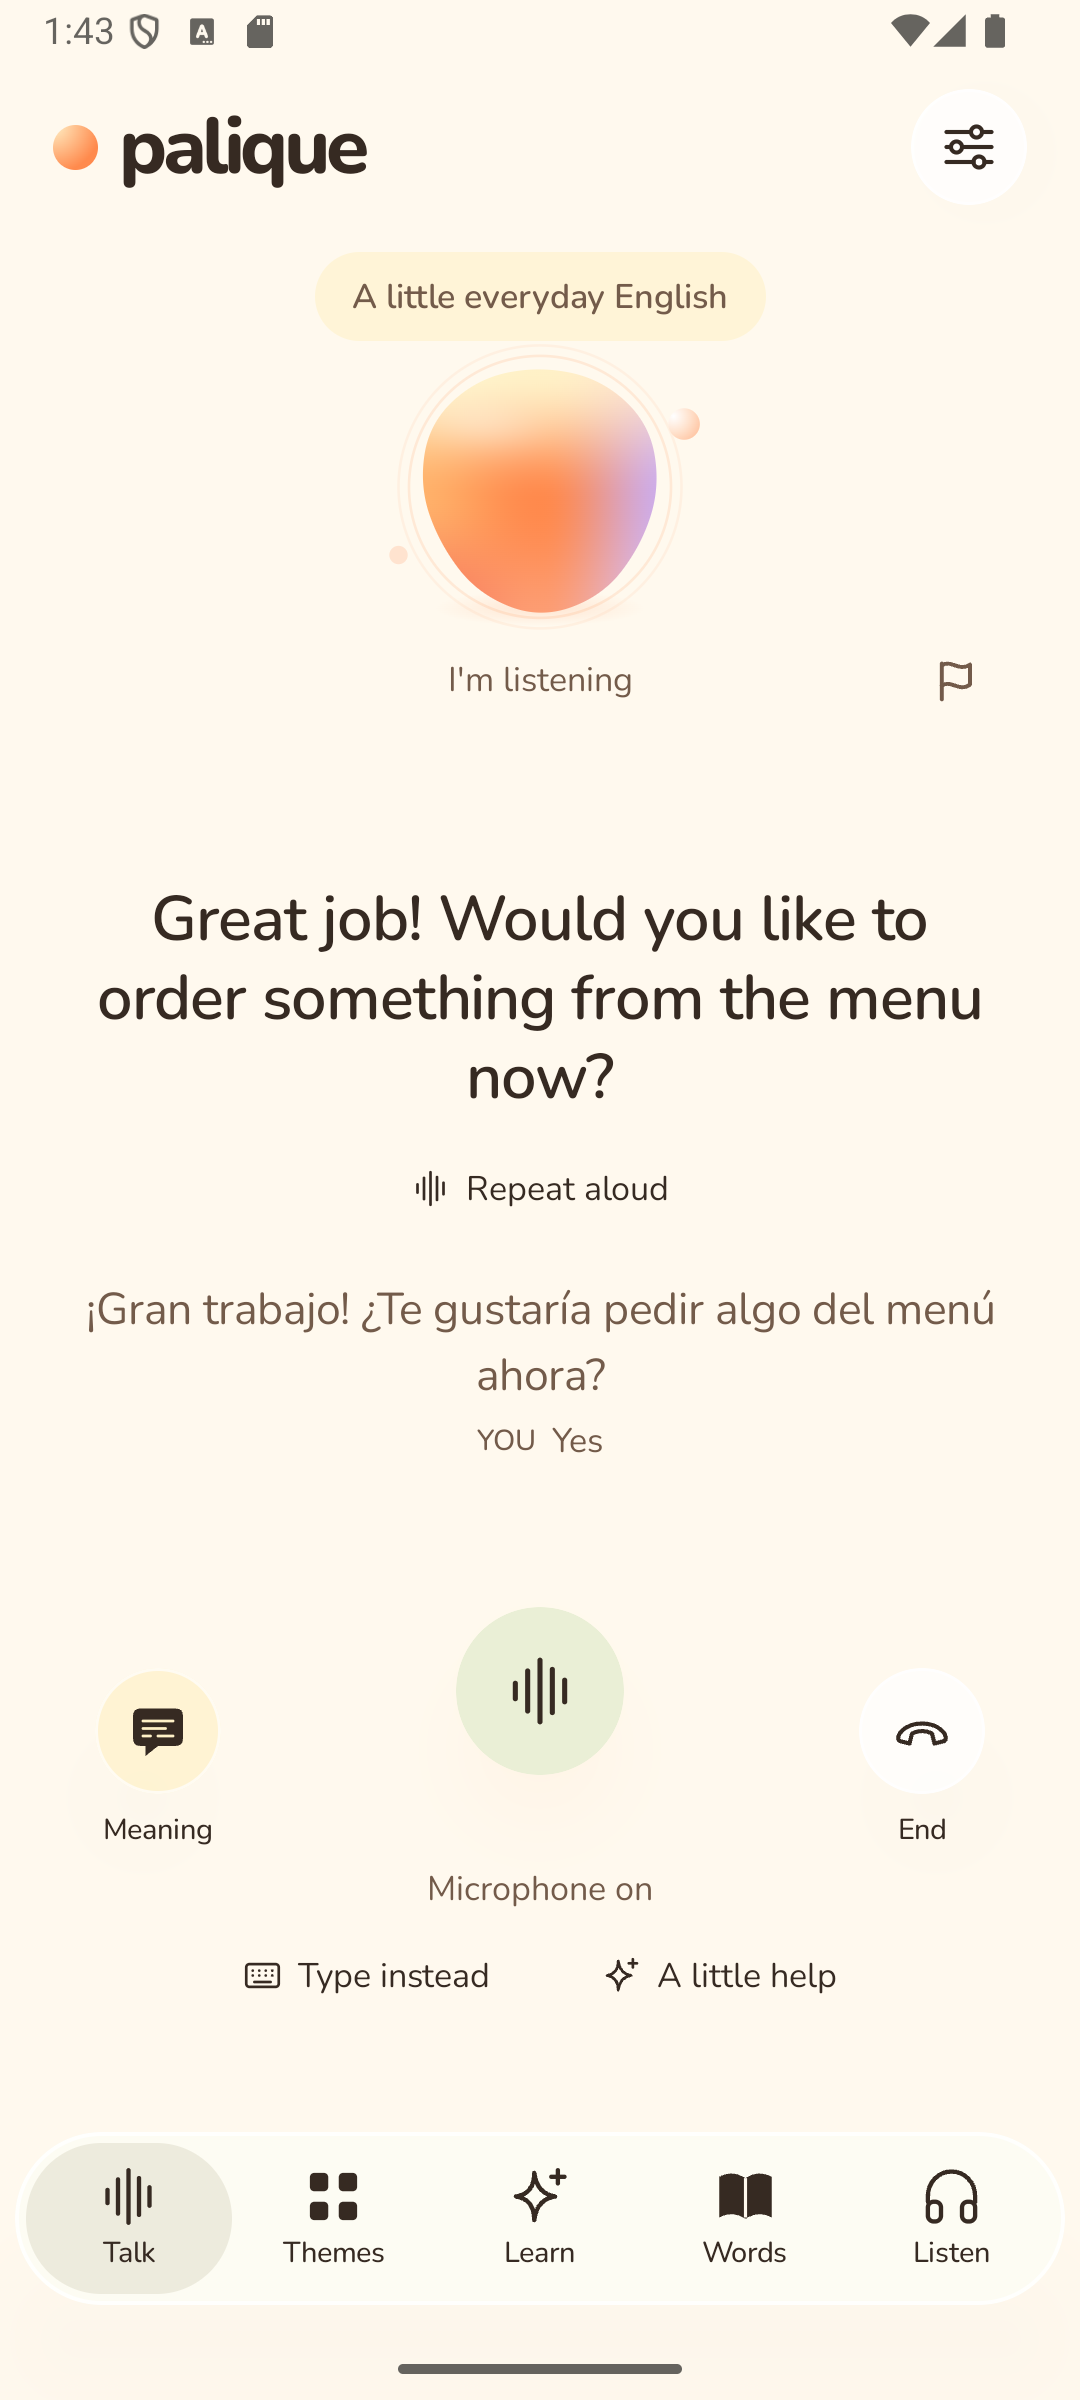 1:43
palique
A little everyday English
I'm listening
Great job! Would you like to
order something from the menu
now?
Repeat aloud
¡Gran trabajo! ¿Te gustaría pedir algo del menú
ahora?
YOU Yes
Meaning
End
Microphone on
Type instead
A little help
Talk
Themes
Learn
Words
Listen